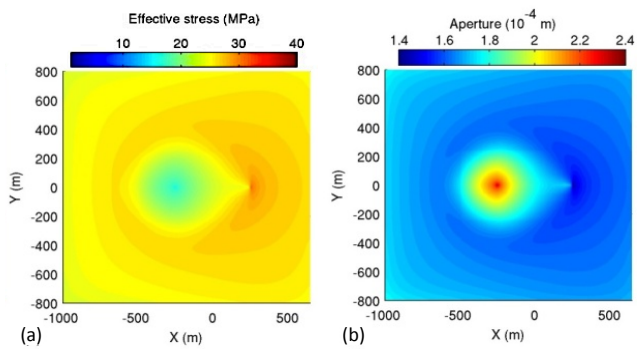 Effective stress (MPa)
10 20 30 40
800
600
400
200
0
-200
-400
-600
-800
Y (m)
-1000 -500 0 500
X (m)
(a)
Aperture (10⁻⁴ m)
1.4 1.6 1.8 2 2.2 2.4
800
600
400
200
0
-200
-400
-600
-800
Y (m)
-1000 -500 0 500
X (m)
(b)